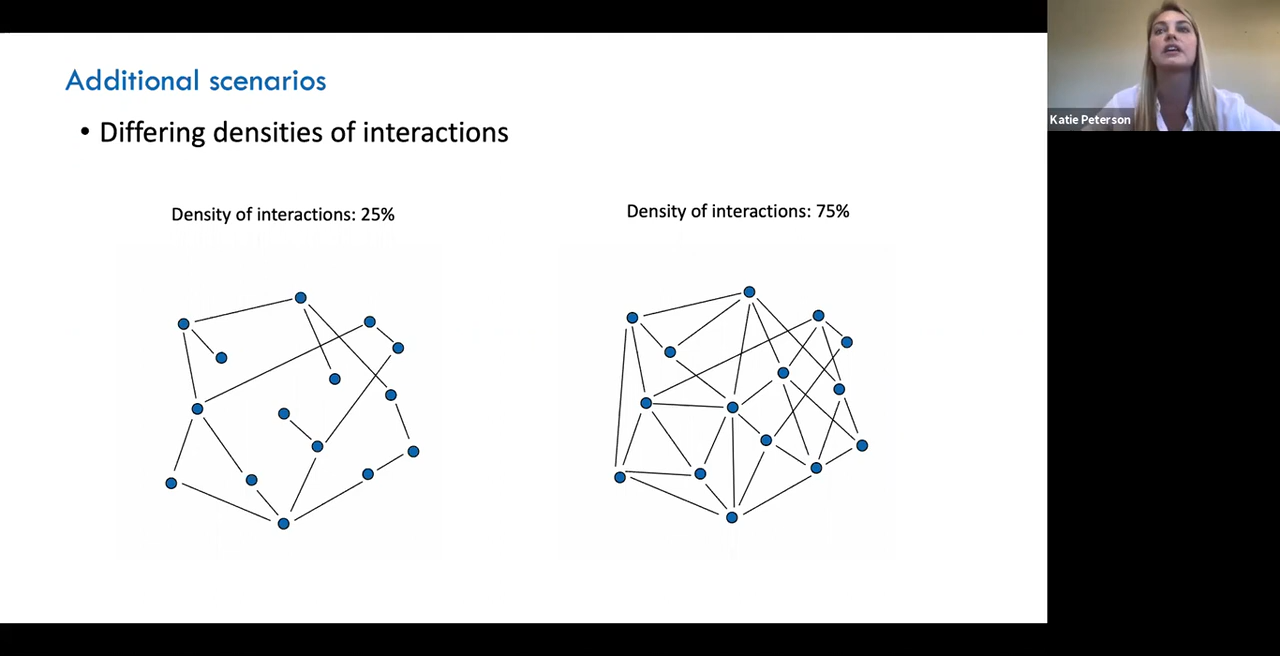 Additional scenarios
• Differing densities of interactions
Density of interactions: 25%
Density of interactions: 75%
Katie Peterson